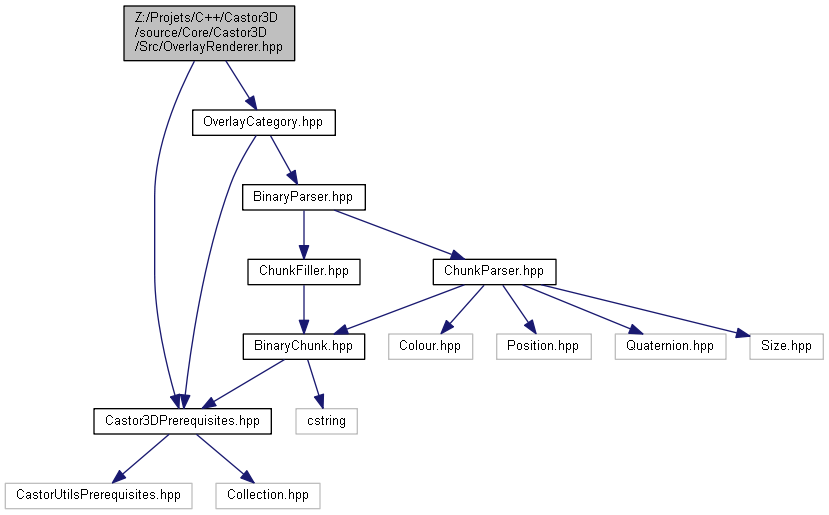 Z:/Projets/C++/Castor3D
/source/Core/Castor3D
/Src/OverlayRenderer.hpp
OverlayCategory.hpp
BinaryParser.hpp
ChunkFiller.hpp
ChunkParser.hpp
BinaryChunk.hpp
Colour.hpp
Position.hpp
Quaternion.hpp
Size.hpp
Castor3DPrerequisites.hpp
cstring
CastorUtilsPrerequisites.hpp
Collection.hpp